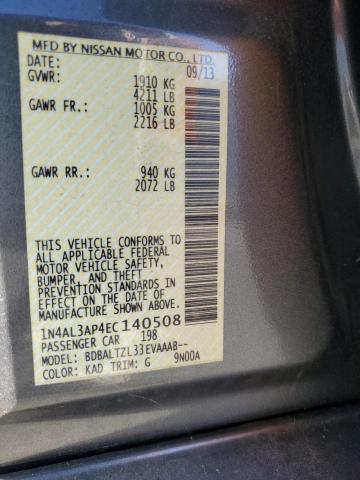 MFD BY NISSAN MOTOR CO., LTD.
DATE: 09/13
GVWR: 1910 KG
4211 LB
GAWR FR.: 1005 KG
2216 LB
GAWR RR.: 940 KG
2072 LB
THIS VEHICLE CONFORMS TO
ALL APPLICABLE FEDERAL
MOTOR VEHICLE SAFETY,
BUMPER, AND THEFT
PREVENTION STANDARDS IN
EFFECT ON THE DATE OF
MANUFACTURE SHOWN ABOVE.
1N4AL3AP4EC140508
PASSENGER CAR 198
MODEL: BDBALTZL33EVAAAB--
COLOR: KAD TRIM: G 9N00A